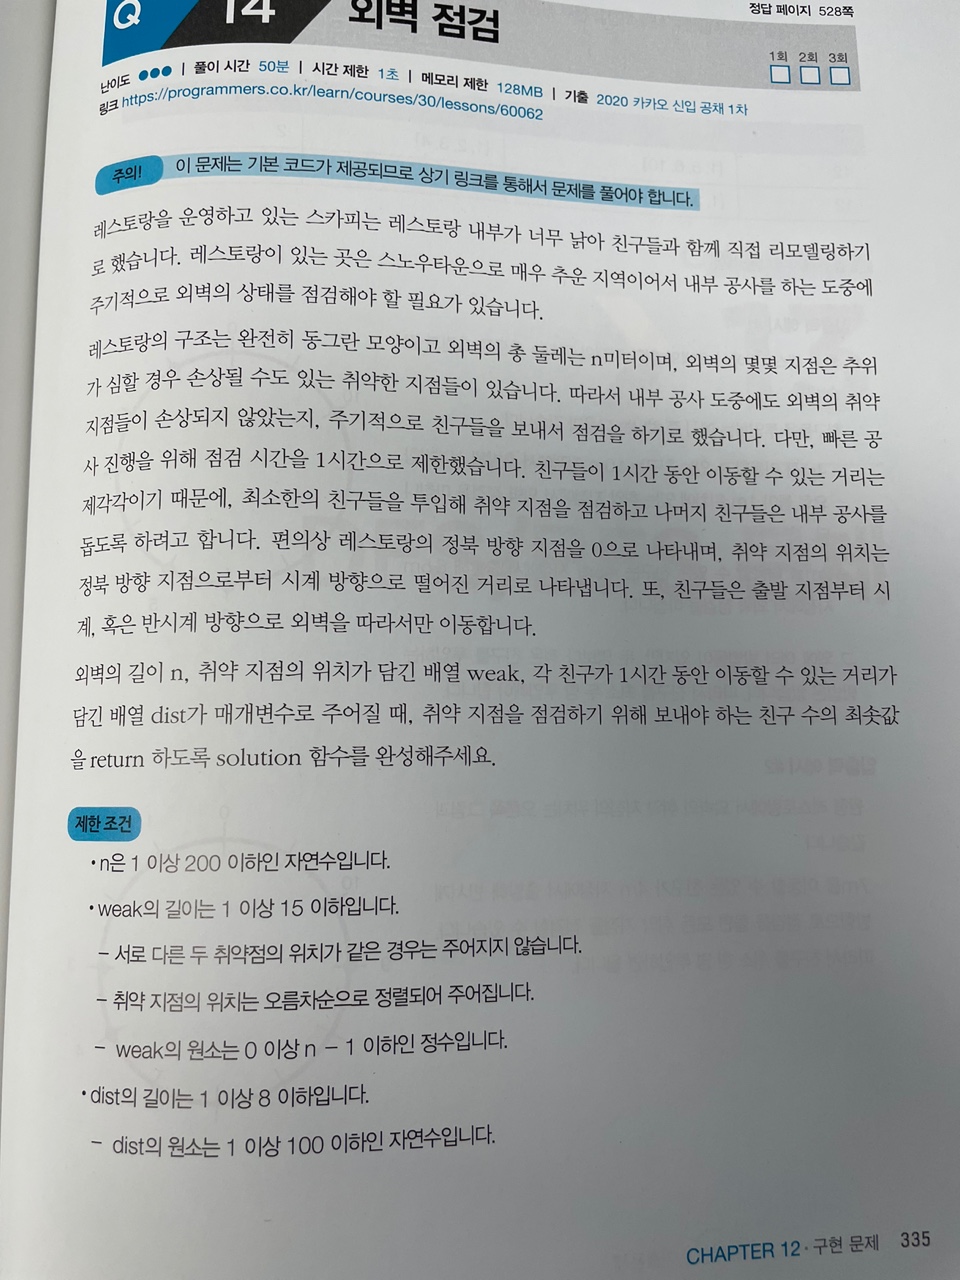 Q 14 외벽 점검
정답 페이지 528쪽
1회 2회 3회
난이도 ●●● | 풀이 시간 50분 | 시간 제한 1초 | 메모리 제한 128MB | 기출 2020 카카오 신입 공채 1차
링크 https://programmers.co.kr/learn/courses/30/lessons/60062
주의! 이 문제는 기본 코드가 제공되므로 상기 링크를 통해서 문제를 풀어야 합니다.
레스토랑을 운영하고 있는 스카피는 레스토랑 내부가 너무 낡아 친구들과 함께 직접 리모델링하기
로 했습니다. 레스토랑이 있는 곳은 스노우타운으로 매우 추운 지역이어서 내부 공사를 하는 도중에
주기적으로 외벽의 상태를 점검해야 할 필요가 있습니다.
레스토랑의 구조는 완전히 동그란 모양이고 외벽의 총 둘레는 n미터이며, 외벽의 몇몇 지점은 추위
가 심할 경우 손상될 수도 있는 취약한 지점들이 있습니다. 따라서 내부 공사 도중에도 외벽의 취약
지점들이 손상되지 않았는지, 주기적으로 친구들을 보내서 점검을 하기로 했습니다. 다만, 빠른 공
사 진행을 위해 점검 시간을 1시간으로 제한했습니다. 친구들이 1시간 동안 이동할 수 있는 거리는
제각각이기 때문에, 최소한의 친구들을 투입해 취약 지점을 점검하고 나머지 친구들은 내부 공사를
돕도록 하려고 합니다. 편의상 레스토랑의 정북 방향 지점을 0으로 나타내며, 취약 지점의 위치는
정북 방향 지점으로부터 시계 방향으로 떨어진 거리로 나타냅니다. 또, 친구들은 출발 지점부터 시
계, 혹은 반시계 방향으로 외벽을 따라서만 이동합니다.
외벽의 길이 n, 취약 지점의 위치가 담긴 배열 weak, 각 친구가 1시간 동안 이동할 수 있는 거리가
담긴 배열 dist가 매개변수로 주어질 때, 취약 지점을 점검하기 위해 보내야 하는 친구 수의 최솟값
을 return 하도록 solution 함수를 완성해주세요.
제한 조건
•n은 1 이상 200 이하인 자연수입니다.
•weak의 길이는 1 이상 15 이하입니다.
– 서로 다른 두 취약점의 위치가 같은 경우는 주어지지 않습니다.
– 취약 지점의 위치는 오름차순으로 정렬되어 주어집니다.
– weak의 원소는 0 이상 n – 1 이하인 정수입니다.
•dist의 길이는 1 이상 8 이하입니다.
– dist의 원소는 1 이상 100 이하인 자연수입니다.
CHAPTER 12 · 구현 문제 335